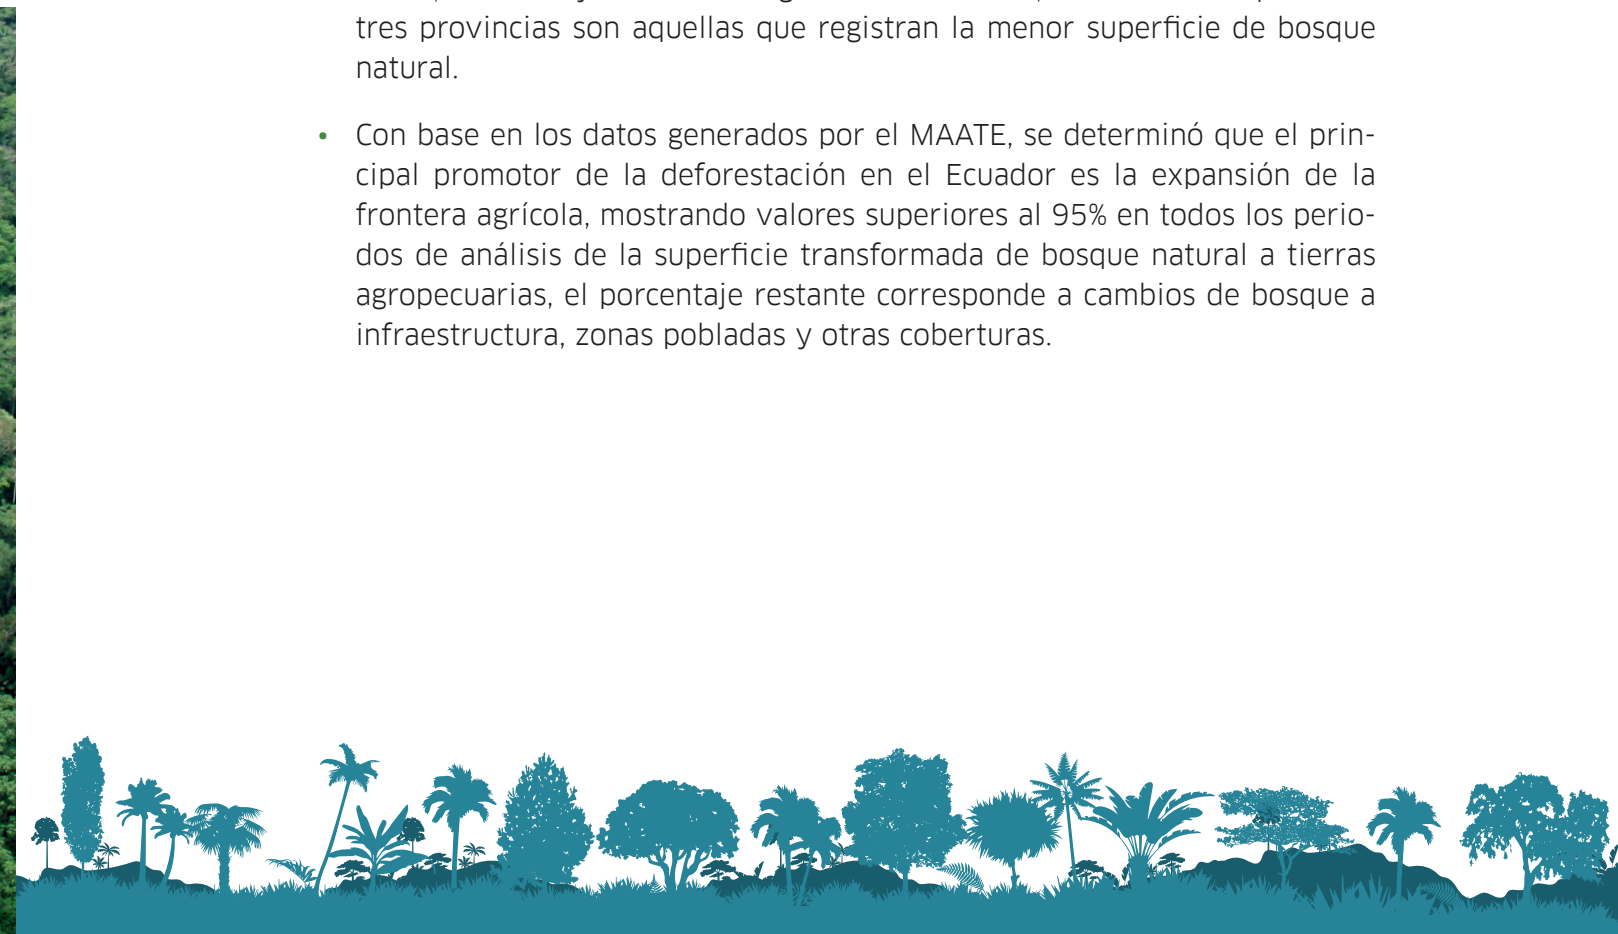 tres provincias son aquellas que registran la menor superficie de bosque
natural.
• Con base en los datos generados por el MAATE, se determinó que el prin-
cipal promotor de la deforestación en el Ecuador es la expansión de la
frontera agrícola, mostrando valores superiores al 95% en todos los perio-
dos de análisis de la superficie transformada de bosque natural a tierras
agropecuarias, el porcentaje restante corresponde a cambios de bosque a
infraestructura, zonas pobladas y otras coberturas.